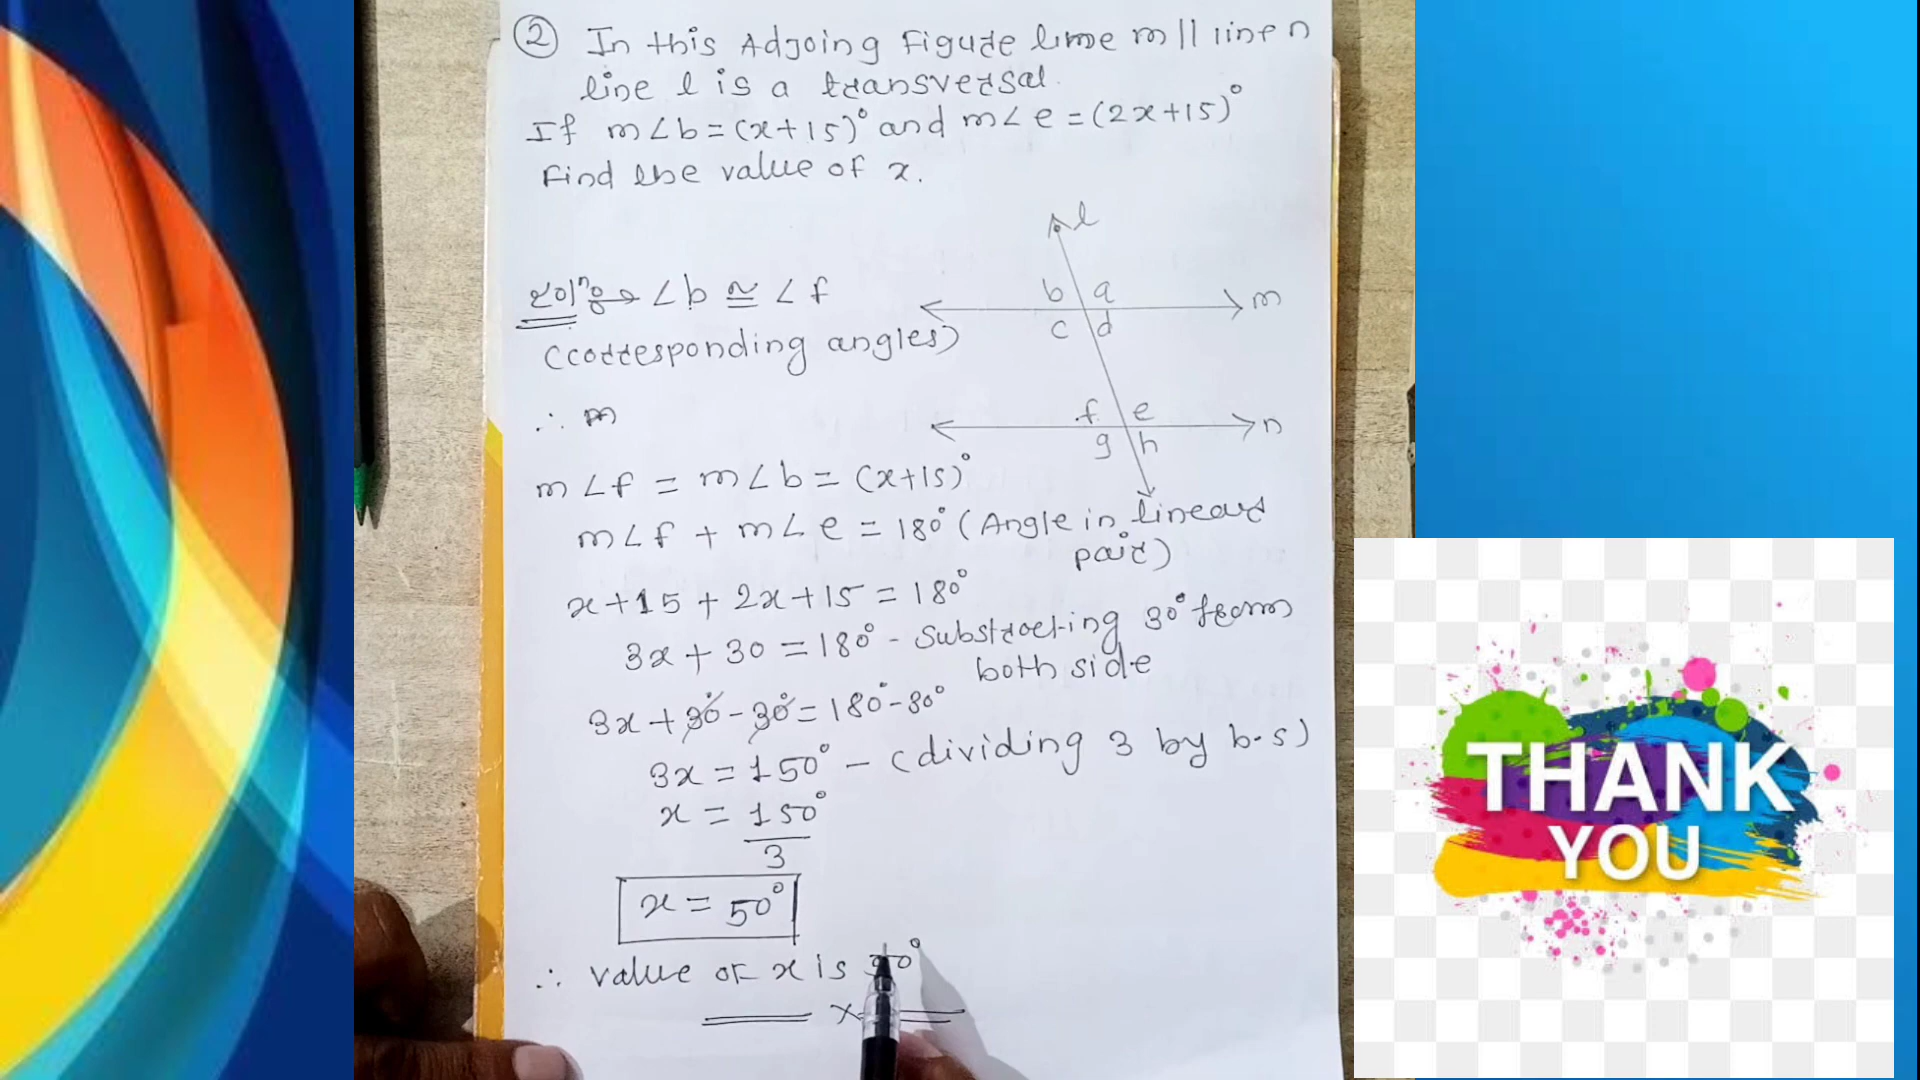 ② In this Adjoing Figure line m || line n
line l is a transversal.
If m∠b = (x+15)° and m∠e = (2x+15)°
Find the value of x.
l
soln → ∠b ≅ ∠f
b a
m
(corresponding angles)
c d
∴ m
f e
n
g h
m∠f = m∠b = (x+15)°
m∠f + m∠e = 180° (Angle in linear
pair)
x+15 + 2x+15 = 180°
3x + 30 = 180° - substracting 30° from
both side
3x + 30° - 30° = 180° - 30°
3x = 150° - (dividing 3 by b.s)
x = 150°
3
x = 50°
∴ value of x is
x
THANK
YOU